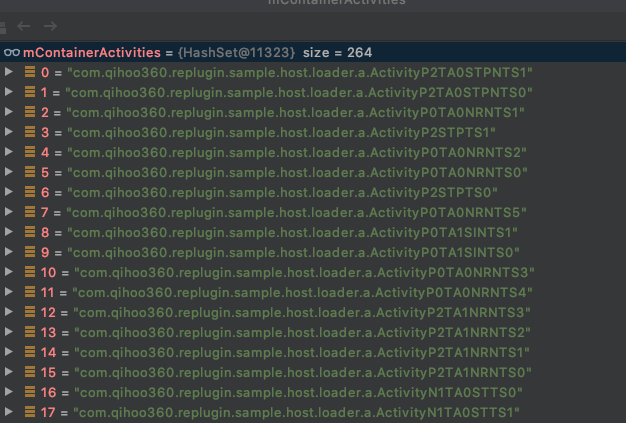 mContainerActivities
mContainerActivities = {HashSet@11323} size = 264
0 = "com.qihoo360.replugin.sample.host.loader.a.ActivityP2TA0STPNTS1"
1 = "com.qihoo360.replugin.sample.host.loader.a.ActivityP2TA0STPNTS0"
2 = "com.qihoo360.replugin.sample.host.loader.a.ActivityP0TA0NRNTS1"
3 = "com.qihoo360.replugin.sample.host.loader.a.ActivityP2STPTS1"
4 = "com.qihoo360.replugin.sample.host.loader.a.ActivityP0TA0NRNTS2"
5 = "com.qihoo360.replugin.sample.host.loader.a.ActivityP0TA0NRNTS0"
6 = "com.qihoo360.replugin.sample.host.loader.a.ActivityP2STPTS0"
7 = "com.qihoo360.replugin.sample.host.loader.a.ActivityP0TA0NRNTS5"
8 = "com.qihoo360.replugin.sample.host.loader.a.ActivityP0TA1SINTS1"
9 = "com.qihoo360.replugin.sample.host.loader.a.ActivityP0TA1SINTS0"
10 = "com.qihoo360.replugin.sample.host.loader.a.ActivityP0TA0NRNTS3"
11 = "com.qihoo360.replugin.sample.host.loader.a.ActivityP0TA0NRNTS4"
12 = "com.qihoo360.replugin.sample.host.loader.a.ActivityP2TA1NRNTS3"
13 = "com.qihoo360.replugin.sample.host.loader.a.ActivityP2TA1NRNTS2"
14 = "com.qihoo360.replugin.sample.host.loader.a.ActivityP2TA1NRNTS1"
15 = "com.qihoo360.replugin.sample.host.loader.a.ActivityP2TA1NRNTS0"
16 = "com.qihoo360.replugin.sample.host.loader.a.ActivityN1TA0STTS0"
17 = "com.qihoo360.replugin.sample.host.loader.a.ActivityN1TA0STTS1"